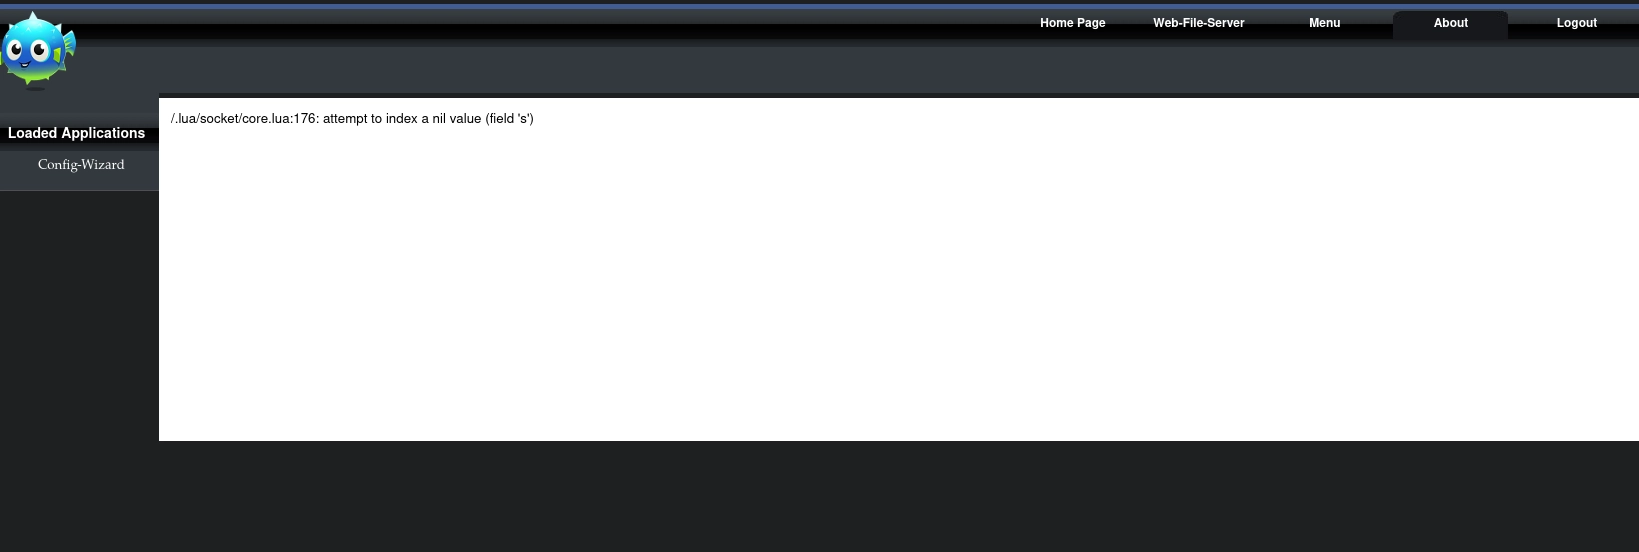 Home Page Web-File-Server Menu About Logout
/.lua/socket/core.lua:176: attempt to index a nil value (field 's')
Loaded Applications
Config-Wizard